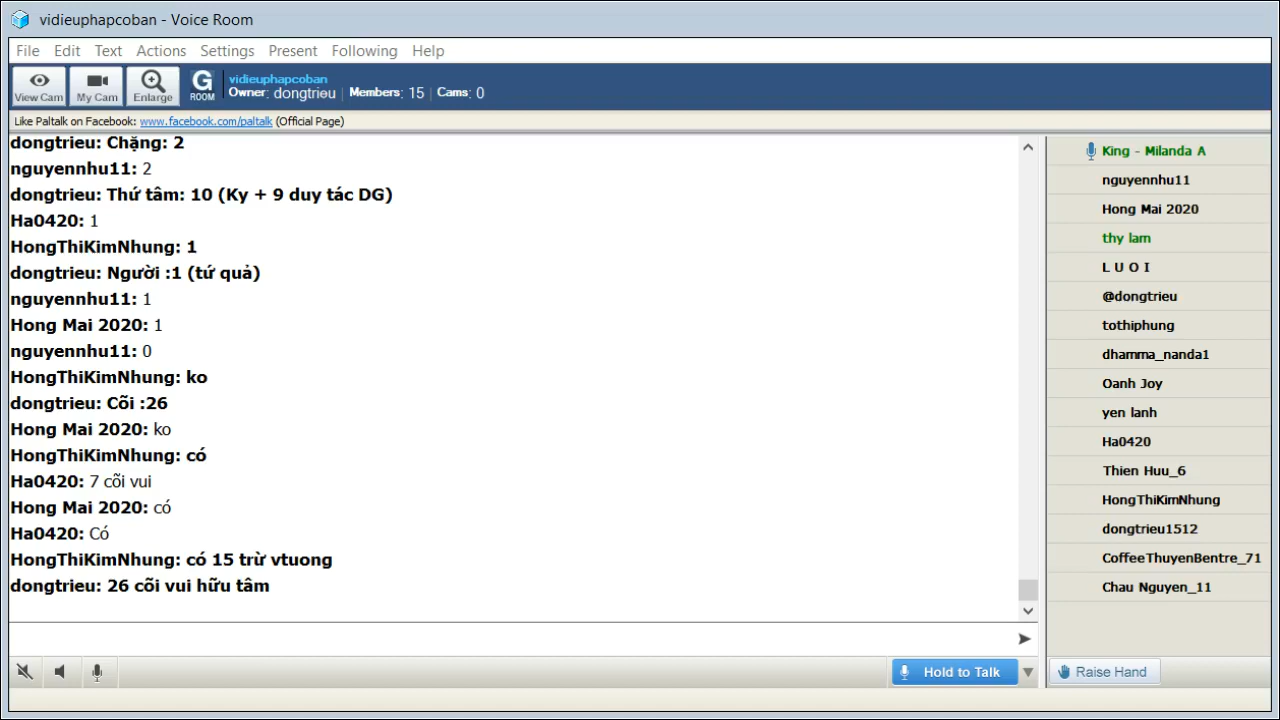 vidieuphapcoban - Voice Room
File Edit Text Actions Settings Present Following Help
View Cam
My Cam
Enlarge
G
ROOM
vidieuphapcoban
Owner: dongtrieu | Members: 15 | Cams: 0
Like Paltalk on Facebook: www.facebook.com/paltalk (Official Page)
dongtrieu: Chặng: 2
nguyennhu11: 2
dongtrieu: Thứ tâm: 10 (Ky + 9 duy tác DG)
Ha0420: 1
HongThiKimNhung: 1
dongtrieu: Người :1 (tứ quả)
nguyennhu11: 1
Hong Mai 2020: 1
nguyennhu11: 0
HongThiKimNhung: ko
dongtrieu: Cõi :26
Hong Mai 2020: ko
HongThiKimNhung: có
Ha0420: 7 cõi vui
Hong Mai 2020: có
Ha0420: Có
HongThiKimNhung: có 15 trừ vtuong
dongtrieu: 26 cõi vui hữu tâm
King - Milanda A
nguyennhu11
Hong Mai 2020
thy lam
L U O I
@dongtrieu
tothiphung
dhamma_nanda1
Oanh Joy
yen lanh
Ha0420
Thien Huu_6
HongThiKimNhung
dongtrieu1512
CoffeeThuyenBentre_71
Chau Nguyen_11
Hold to Talk
Raise Hand